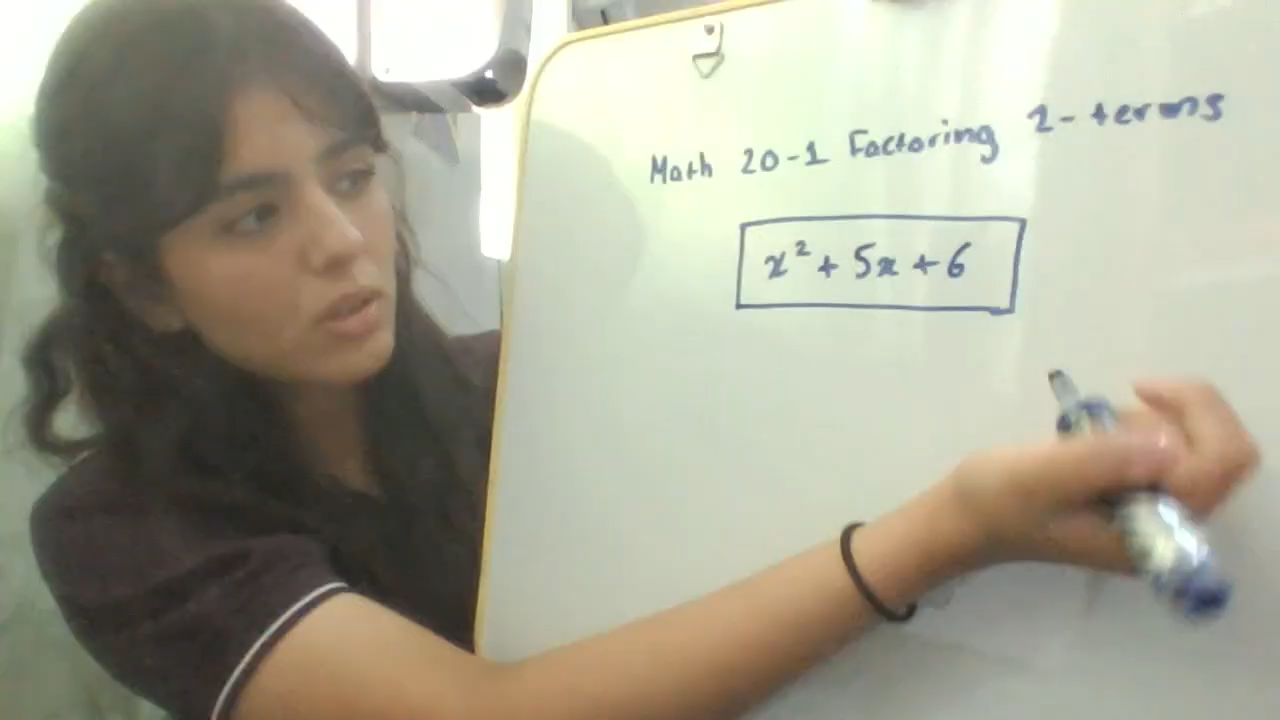 Math 20-1 Factoring 2-terms
x² + 5x + 6